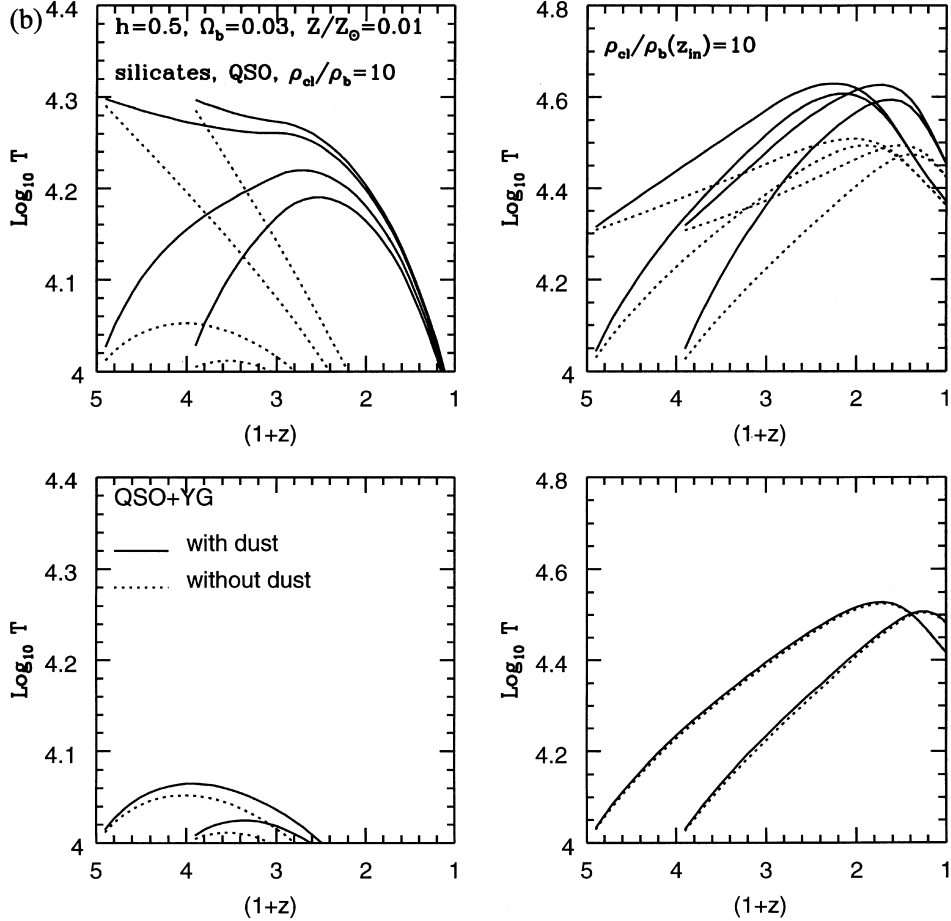 (b)
h=0.5, Ω_b=0.03, Z/Z_⊙=0.01
silicates, QSO, ρ_cl/ρ_b=10
4.4
4.3
4.2
4.1
4
Log₁₀ T
5 4 3 2 1
(1+z)
ρ_cl/ρ_b(z_in)=10
4.8
4.6
4.4
4.2
4
Log₁₀ T
5 4 3 2 1
(1+z)
QSO+YG
with dust
without dust
4.4
4.3
4.2
4.1
4
Log₁₀ T
5 4 3 2 1
(1+z)
4.8
4.6
4.4
4.2
4
Log₁₀ T
5 4 3 2 1
(1+z)